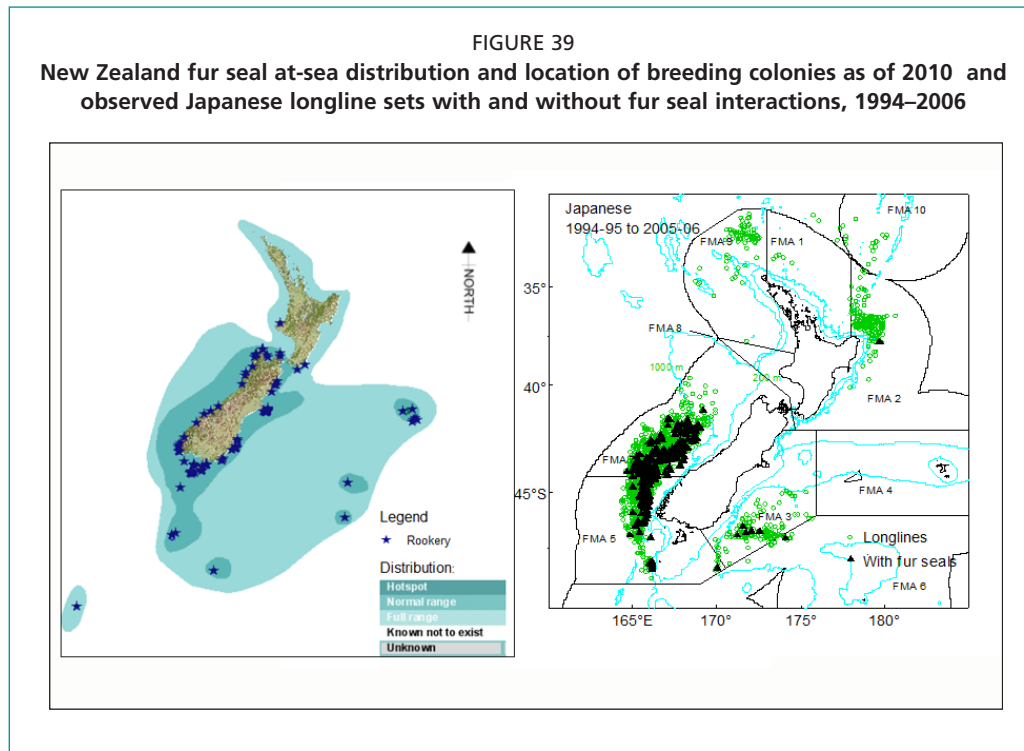 FIGURE 39
New Zealand fur seal at-sea distribution and location of breeding colonies as of 2010 and
observed Japanese longline sets with and without fur seal interactions, 1994–2006
NORTH
Legend
Rookery
Distribution:
Hotspot
Normal range
Full range
Known not to exist
Unknown
Japanese
1994-95 to 2005-06
FMA 10
FMA 9
FMA 1
35°
FMA 8
1000 m
200 m
40°
FMA 2
FMA
45°S
FMA 4
FMA 3
FMA 5
Longlines
With fur seals
FMA 6
165°E
170°
175°
180°